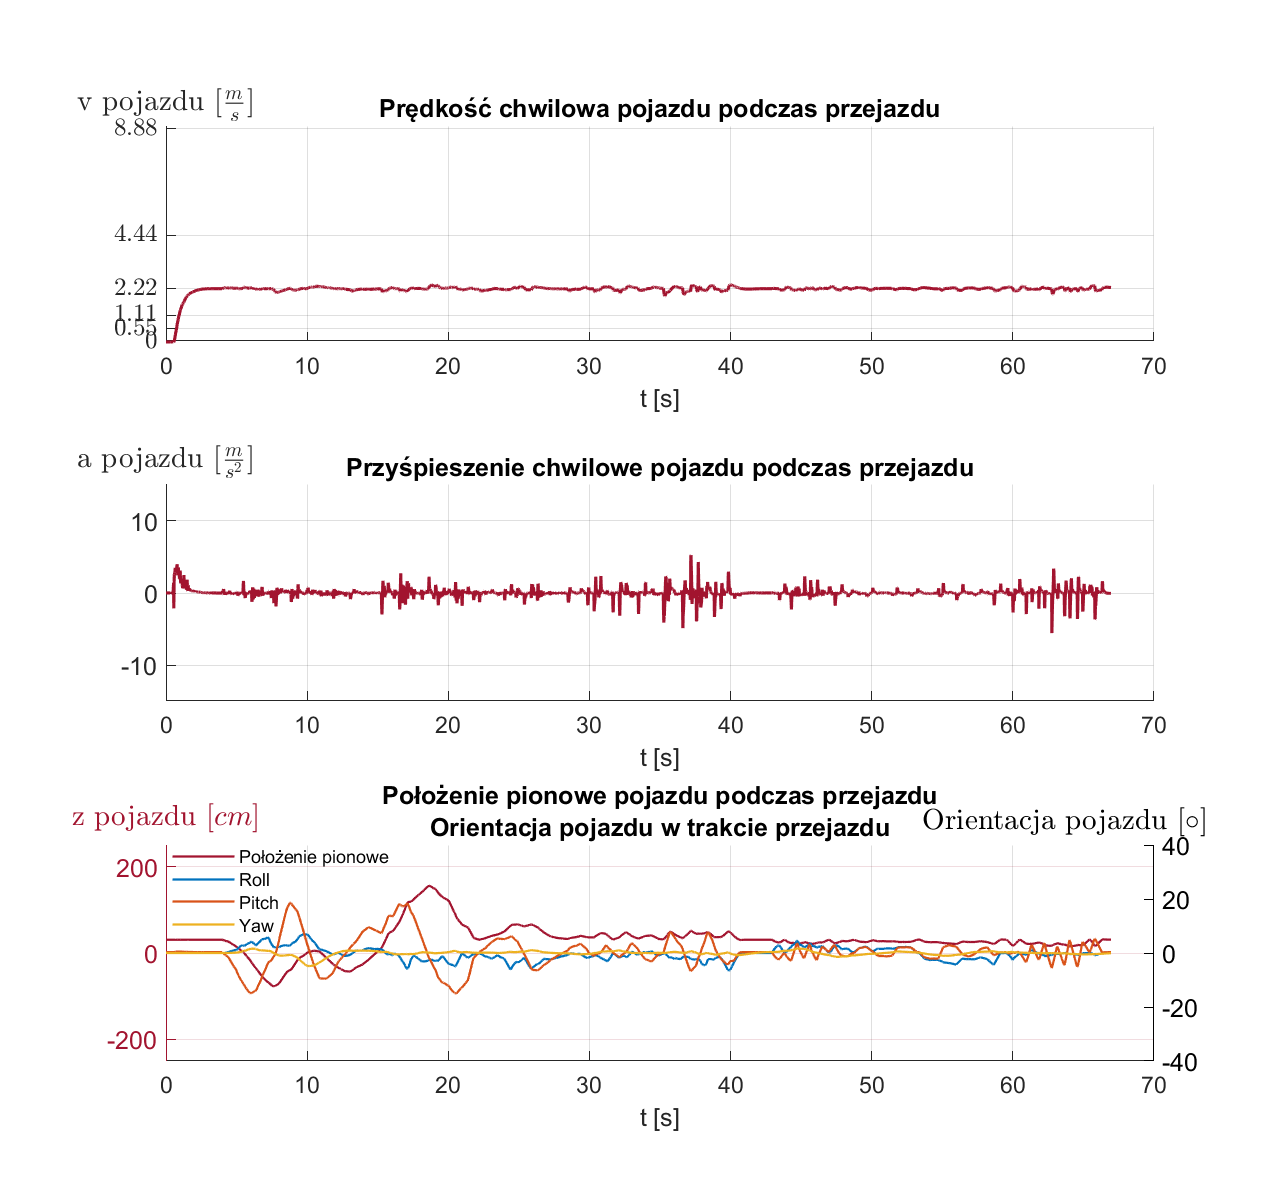 v pojazdu [m/s]
Prędkość chwilowa pojazdu podczas przejazdu
8.88
4.44
2.22
1.11
0.55
0
0 10 20 30 40 50 60 70
t [s]
a pojazdu [m/s²]
Przyśpieszenie chwilowe pojazdu podczas przejazdu
10
0
-10
0 10 20 30 40 50 60 70
t [s]
Położenie pionowe pojazdu podczas przejazdu
Orientacja pojazdu w trakcie przejazdu
z pojazdu [cm]
Orientacja pojazdu [∘]
200
0
-200
Położenie pionowe
Roll
Pitch
Yaw
40
20
0
-20
-40
0 10 20 30 40 50 60 70
t [s]